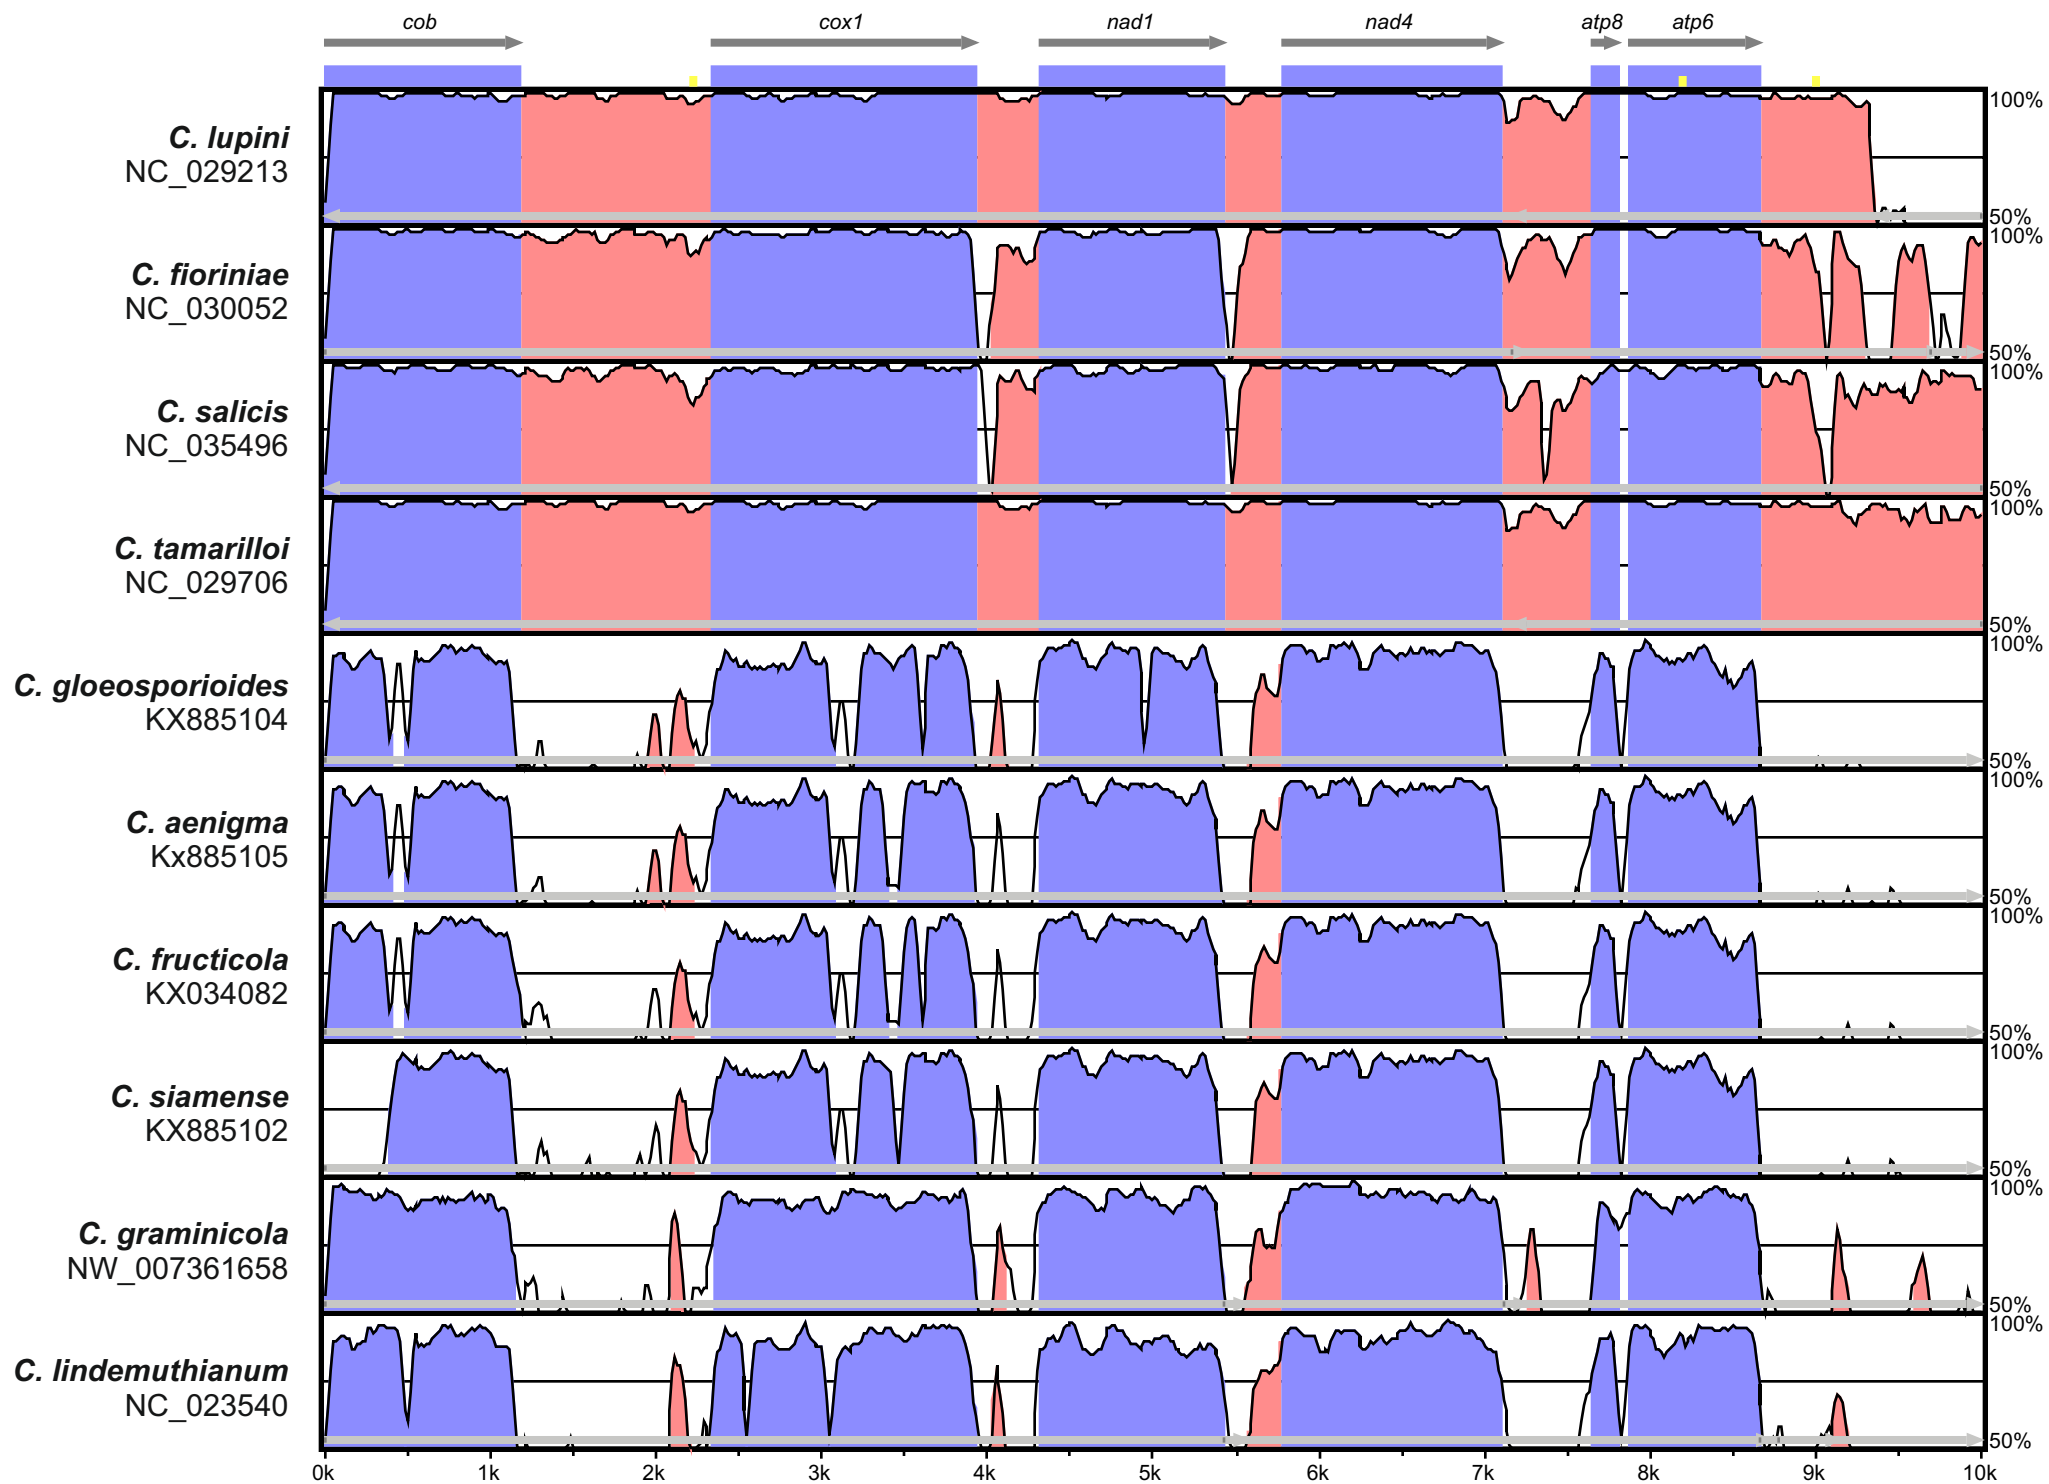 cob cox1 nad1 nad4 atp8 atp6
100%
C. lupini
NC_029213
50%
100%
C. fioriniae
NC_030052
50%
100%
C. salicis
NC_035496
50%
100%
C. tamarilloi
NC_029706
50%
100%
C. gloeosporioides
KX885104
50%
100%
C. aenigma
Kx885105
50%
100%
C. fructicola
KX034082
50%
100%
C. siamense
KX885102
50%
100%
C. graminicola
NW_007361658
50%
100%
C. lindemuthianum
NC_023540
50%
0k 1k 2k 3k 4k 5k 6k 7k 8k 9k 10k